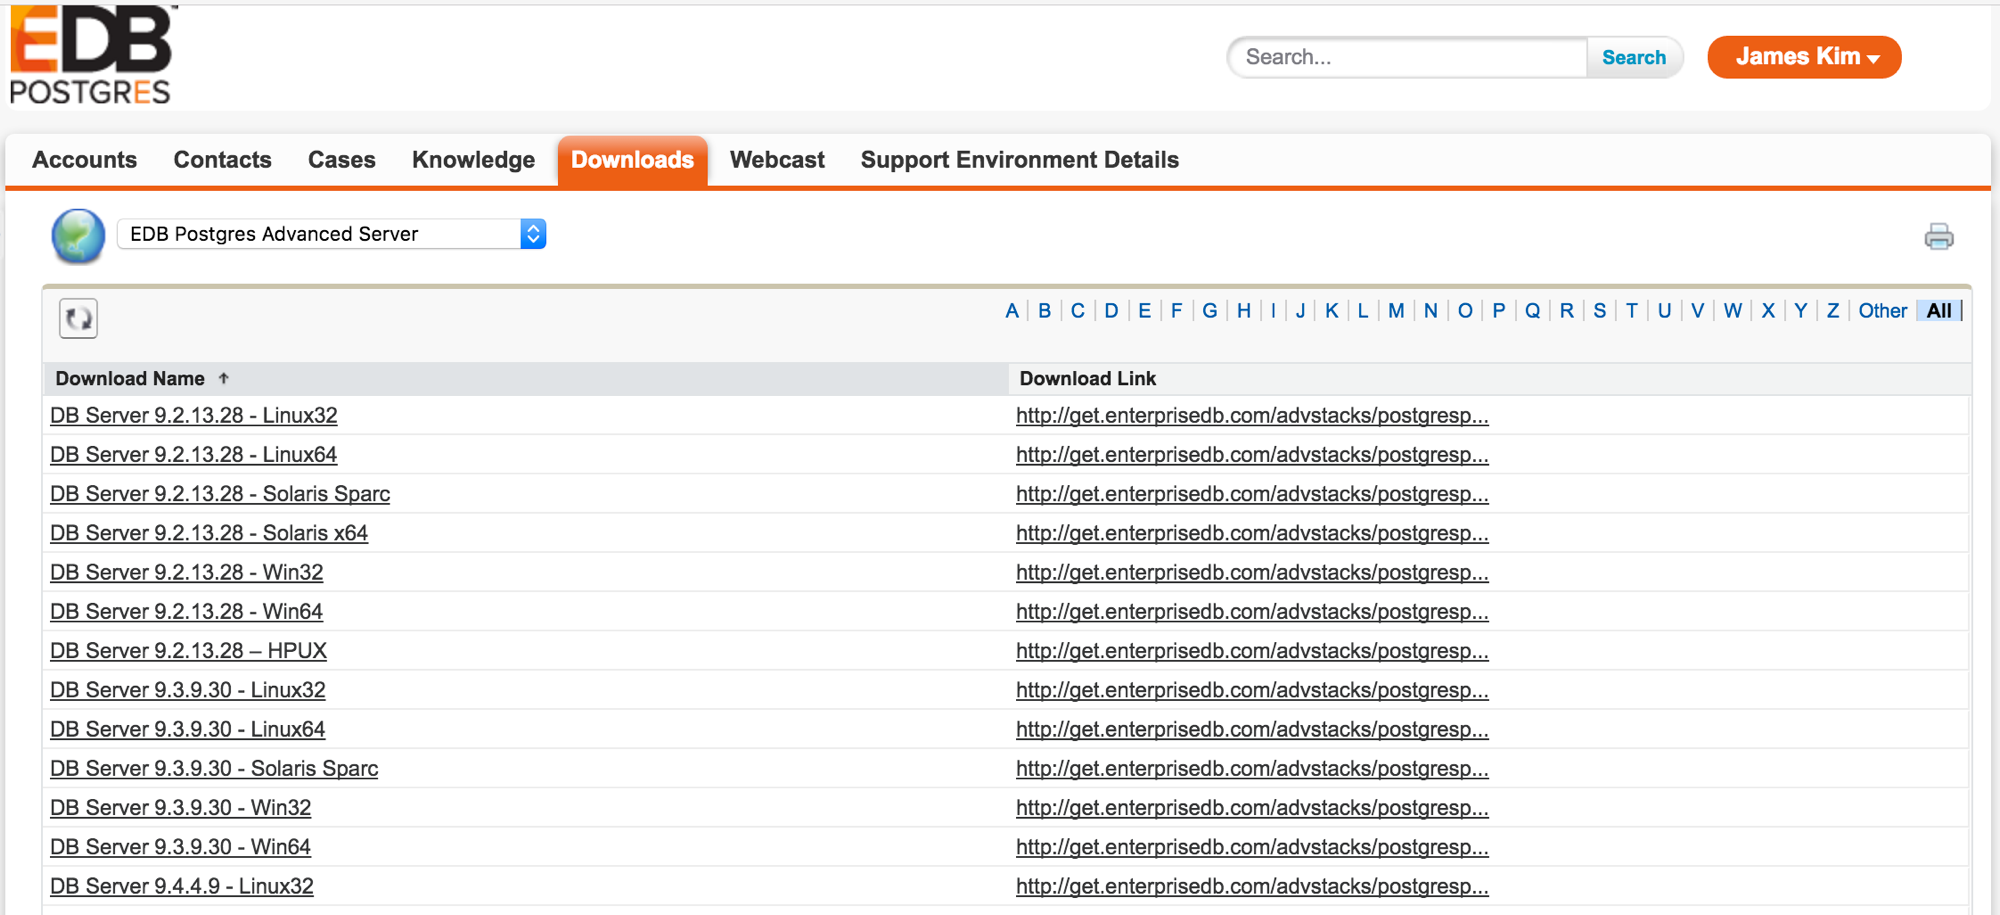 EDB
POSTGRES
Search...
Search
James Kim
Accounts
Contacts
Cases
Knowledge
Downloads
Webcast
Support Environment Details
EDB Postgres Advanced Server
A | B | C | D | E | F | G | H | I | J | K | L | M | N | O | P | Q | R | S | T | U | V | W | X | Y | Z | Other | All
Download Name ↑ Download Link
DB Server 9.2.13.28 - Linux32 http://get.enterprisedb.com/advstacks/postgresp...
DB Server 9.2.13.28 - Linux64 http://get.enterprisedb.com/advstacks/postgresp...
DB Server 9.2.13.28 - Solaris Sparc http://get.enterprisedb.com/advstacks/postgresp...
DB Server 9.2.13.28 - Solaris x64 http://get.enterprisedb.com/advstacks/postgresp...
DB Server 9.2.13.28 - Win32 http://get.enterprisedb.com/advstacks/postgresp...
DB Server 9.2.13.28 - Win64 http://get.enterprisedb.com/advstacks/postgresp...
DB Server 9.2.13.28 – HPUX http://get.enterprisedb.com/advstacks/postgresp...
DB Server 9.3.9.30 - Linux32 http://get.enterprisedb.com/advstacks/postgresp...
DB Server 9.3.9.30 - Linux64 http://get.enterprisedb.com/advstacks/postgresp...
DB Server 9.3.9.30 - Solaris Sparc http://get.enterprisedb.com/advstacks/postgresp...
DB Server 9.3.9.30 - Win32 http://get.enterprisedb.com/advstacks/postgresp...
DB Server 9.3.9.30 - Win64 http://get.enterprisedb.com/advstacks/postgresp...
DB Server 9.4.4.9 - Linux32 http://get.enterprisedb.com/advstacks/postgresp...